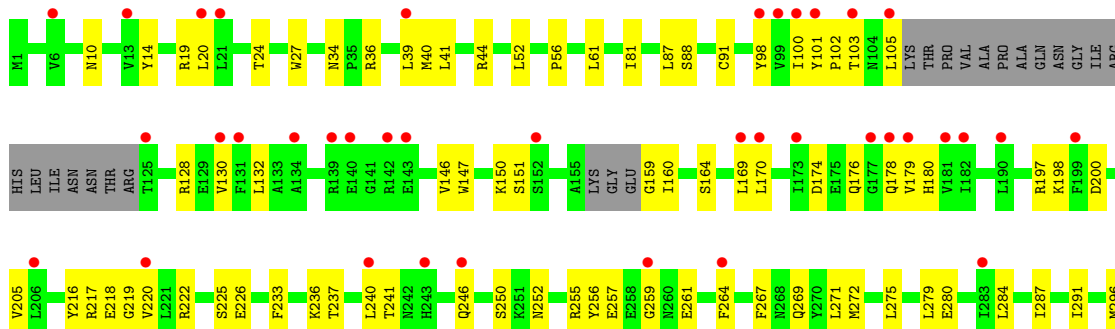 M1 V6 N10 V13 Y14 R19 L20 L21 T24 W27 N34 P35 R36 L39 M40 L41 R44 L52 P56 L61 I81 L87 S88 C91 Y98 V99 I100 Y101 P102 T103 N104 L105 LYS THR PRO VAL ALA PRO ALA GLN ASN GLY ILE ARG
HIS LEU ILE ASN ASN THR ARG T125 R128 E129 V130 F131 L132 A133 A134 R139 E140 G141 R142 E143 V146 W147 K150 S151 S152 A155 LYS GLY GLU G159 I160 S164 L169 L170 I173 D174 E175 Q176 G177 Q178 V179 H180 V181 I182 L190 R197 K198 F199 D200
V205 L206 Y216 R217 E218 G219 V220 L221 R222 S225 E226 F233 K236 T237 L240 T241 N242 H243 Q246 S250 K251 N252 R255 Y256 E257 E258 G259 N260 E261 F264 F267 N268 Q269 Y270 L271 M272 L275 L279 E280 I283 L284 I287 I291